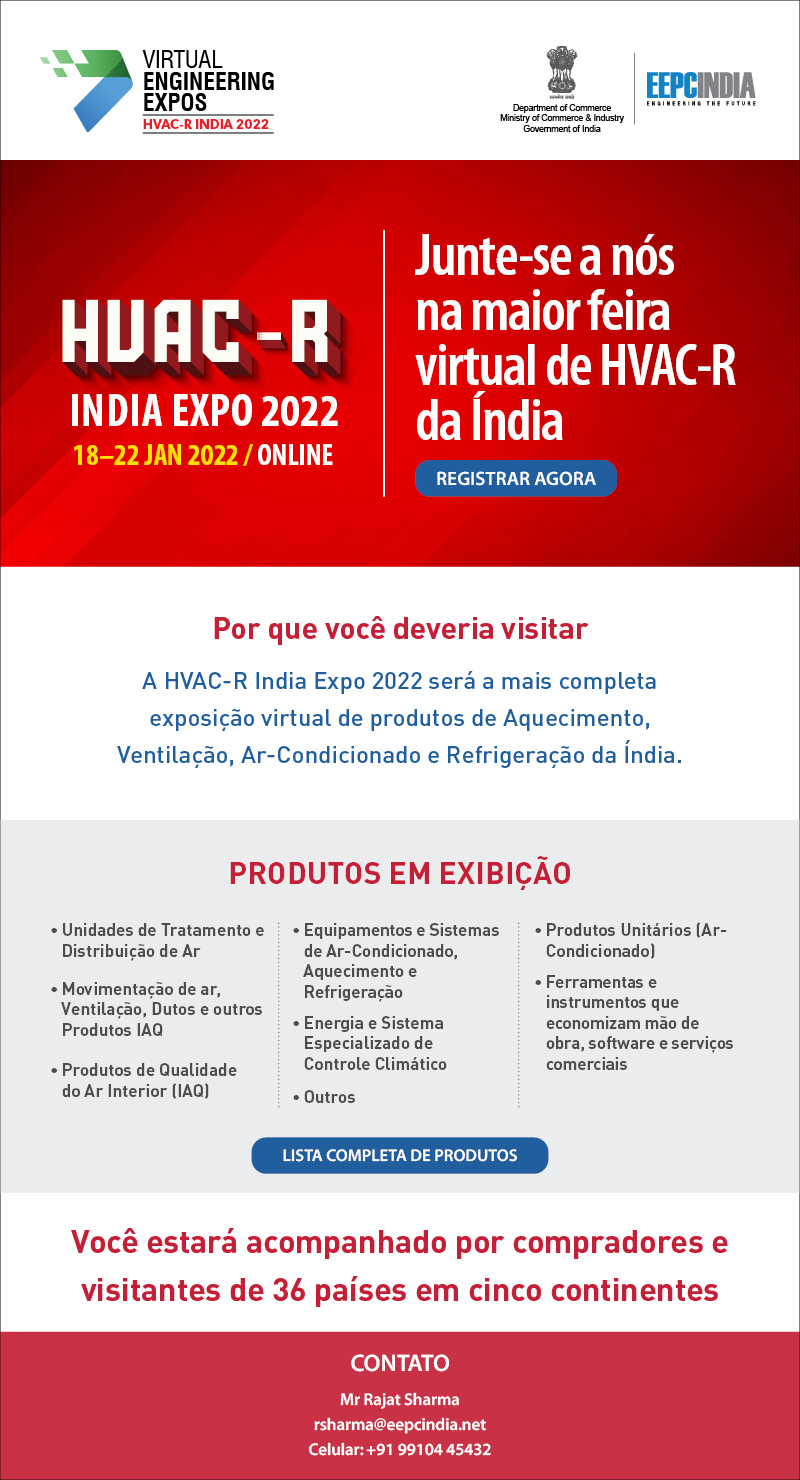 VIRTUAL
ENGINEERING
EXPOS
HVAC-R INDIA 2022
Department of Commerce
Ministry of Commerce & Industry
Government of India
EEPCINDIA
ENGINEERING THE FUTURE
HVAC-R
INDIA EXPO 2022
18–22 JAN 2022 / ONLINE
Junte-se a nós
na maior feira
virtual de HVAC-R
da Índia
REGISTRAR AGORA
Por que você deveria visitar
A HVAC-R India Expo 2022 será a mais completa
exposição virtual de produtos de Aquecimento,
Ventilação, Ar-Condicionado e Refrigeração da Índia.
PRODUTOS EM EXIBIÇÃO
• Unidades de Tratamento e
Distribuição de Ar
• Movimentação de ar,
Ventilação, Dutos e outros
Produtos IAQ
• Produtos de Qualidade
do Ar Interior (IAQ)
• Equipamentos e Sistemas
de Ar-Condicionado,
Aquecimento e
Refrigeração
• Energia e Sistema
Especializado de
Controle Climático
• Outros
• Produtos Unitários (Ar-
Condicionado)
• Ferramentas e
instrumentos que
economizam mão de
obra, software e serviços
comerciais
LISTA COMPLETA DE PRODUTOS
Você estará acompanhado por compradores e
visitantes de 36 países em cinco continentes
CONTATO
Mr Rajat Sharma
rsharma@eepcindia.net
Celular: +91 99104 45432